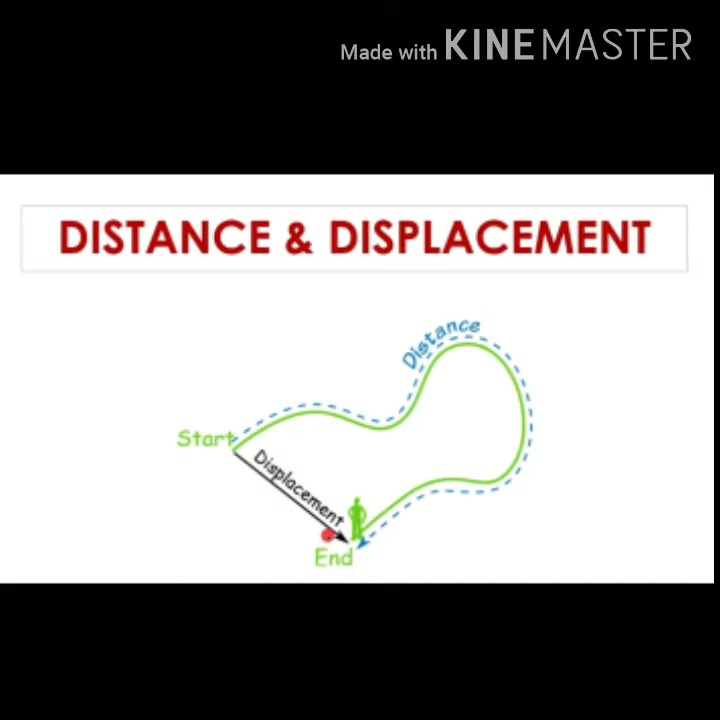 Made with KINEMASTER
DISTANCE & DISPLACEMENT
Distance
Start
Displacement
End